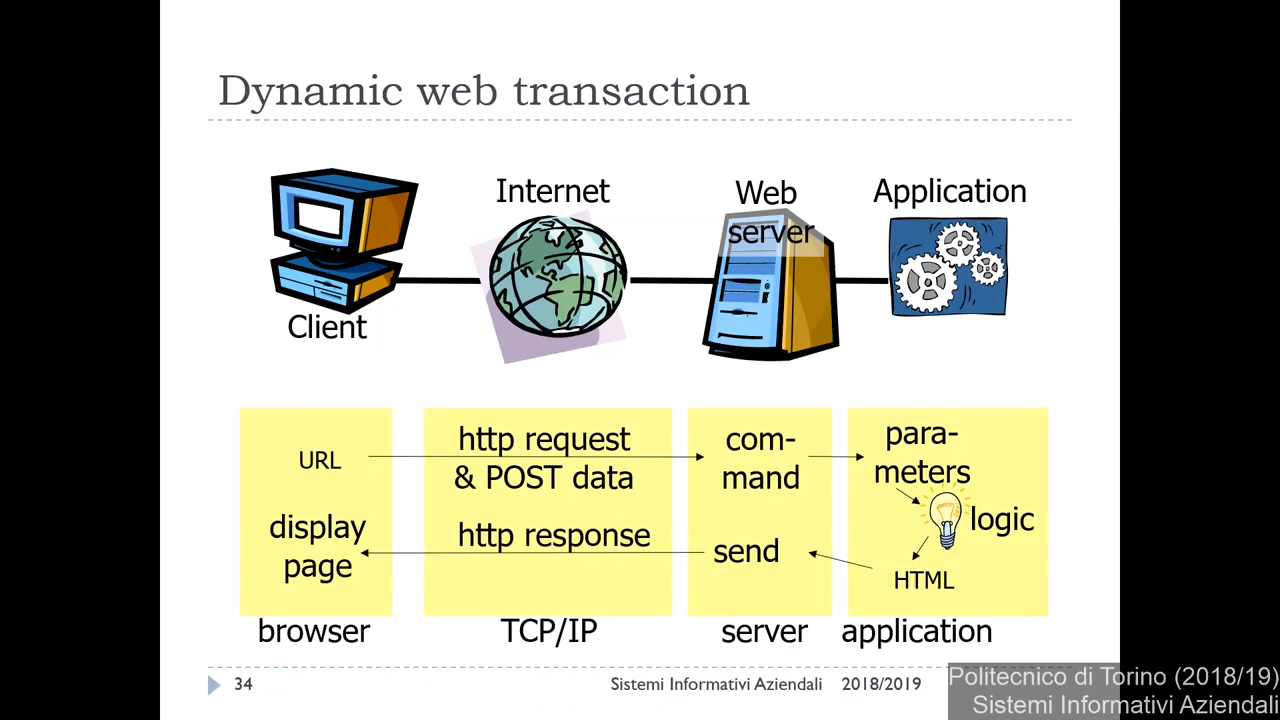 Dynamic web transaction
Internet
Web
server
Application
Client
URL
http request
& POST data
com-
mand
para-
meters
logic
display
page
http response
send
HTML
browser
TCP/IP
server
application
34
Sistemi Informativi Aziendali
2018/2019
Politecnico di Torino (2018/19)
Sistemi Informativi Aziendali